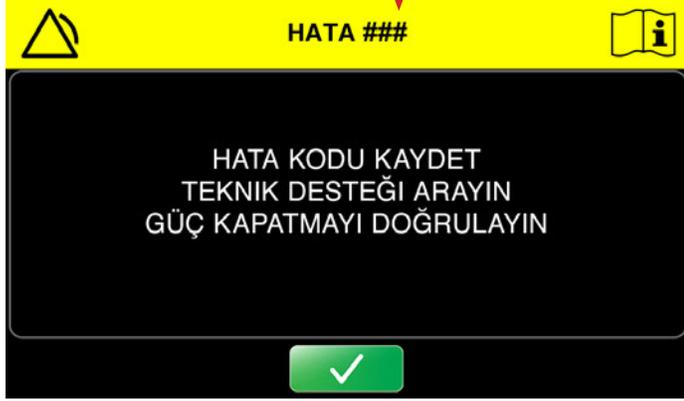 HATA ###
i
HATA KODU KAYDET
TEKNIK DESTEĞI ARAYIN
GÜÇ KAPATMAYI DOĞRULAYIN